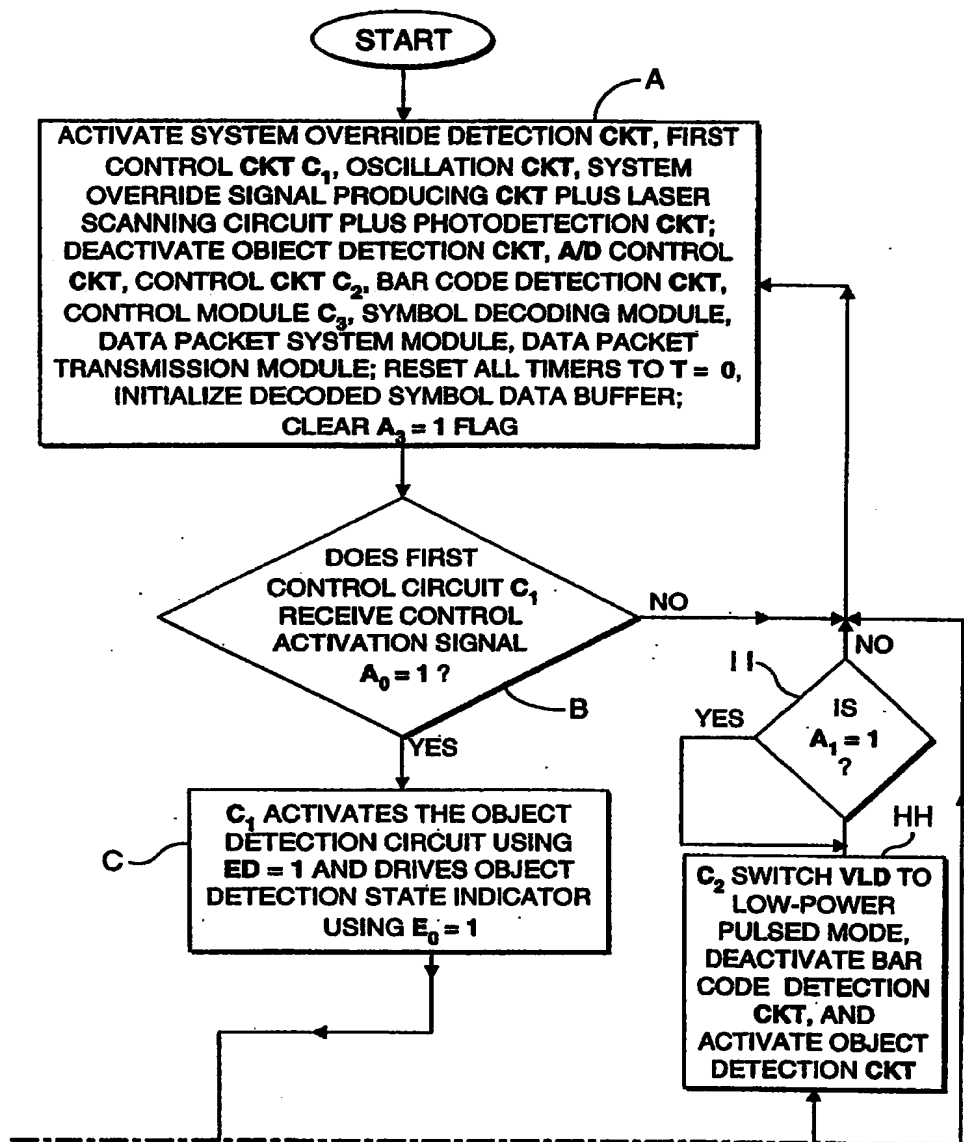 START
A
ACTIVATE SYSTEM OVERRIDE DETECTION CKT, FIRST
CONTROL CKT C₁, OSCILLATION CKT, SYSTEM
OVERRIDE SIGNAL PRODUCING CKT PLUS LASER
SCANNING CIRCUIT PLUS PHOTODETECTION CKT;
DEACTIVATE OBIECT DETECTION CKT, A/D CONTROL
CKT, CONTROL CKT C₂, BAR CODE DETECTION CKT,
CONTROL MODULE C₃, SYMBOL DECODING MODULE,
DATA PACKET SYSTEM MODULE, DATA PACKET
TRANSMISSION MODULE; RESET ALL TIMERS TO T = 0,
INITIALIZE DECODED SYMBOL DATA BUFFER;
CLEAR A₃ = 1 FLAG
DOES FIRST
CONTROL CIRCUIT C₁
RECEIVE CONTROL
ACTIVATION SIGNAL
A₀ = 1 ?
NO
B
YES
NO
II
YES
IS
A₁ = 1
?
C
C₁ ACTIVATES THE OBJECT
DETECTION CIRCUIT USING
ED = 1 AND DRIVES OBJECT
DETECTION STATE INDICATOR
USING E₀ = 1
HH
C₂ SWITCH VLD TO
LOW-POWER
PULSED MODE,
DEACTIVATE BAR
CODE DETECTION
CKT, AND
ACTIVATE OBJECT
DETECTION CKT